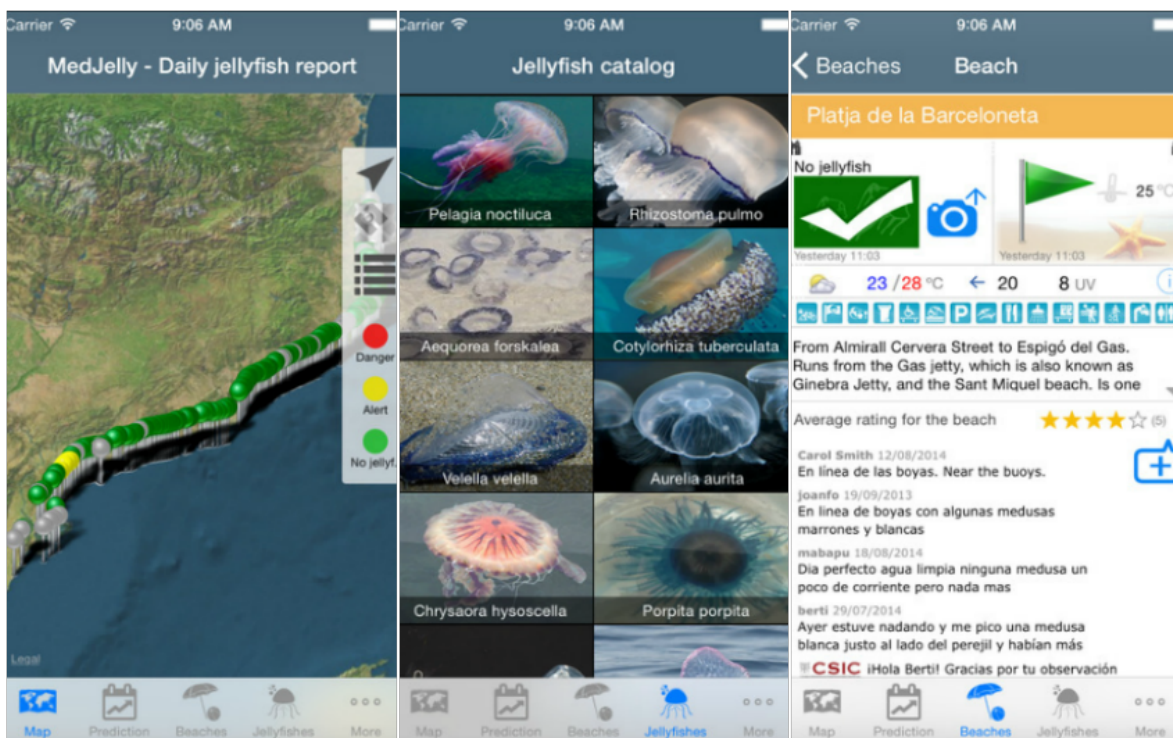 Carrier 9:06 AM
MedJelly - Daily jellyfish report
Danger
Alert
No jellyf.
Legal
Map Prediction Beaches Jellyfishes More
Carrier 9:06 AM
Jellyfish catalog
Pelagia noctiluca Rhizostoma pulmo
Aequorea forskalea Cotylorhiza tuberculata
Velella velella Aurelia aurita
Chrysaora hysoscella Porpita porpita
Map Prediction Beaches Jellyfishes More
Carrier 9:06 AM
Beaches Beach
Platja de la Barceloneta
No jellyfish
25 °C
Yesterday 11:03 Yesterday 11:03
23 / 28 °C ← 20 8 UV
From Almirall Cervera Street to Espigó del Gas.
Runs from the Gas jetty, which is also known as
Ginebra Jetty, and the Sant Miquel beach. Is one
Average rating for the beach (5)
Carol Smith 12/08/2014
En línea de las boyas. Near the buoys.
joanfo 19/09/2013
En linea de boyas con algunas medusas
marrones y blancas
mabapu 18/08/2014
Dia perfecto agua limpia ninguna medusa un
poco de corriente pero nada mas
berti 29/07/2014
Ayer estuve nadando y me pico una medusa
blanca justo al lado del perejil y habían más
CSIC ¡Hola Berti! Gracias por tu observación
Map Prediction Beaches Jellyfishes More